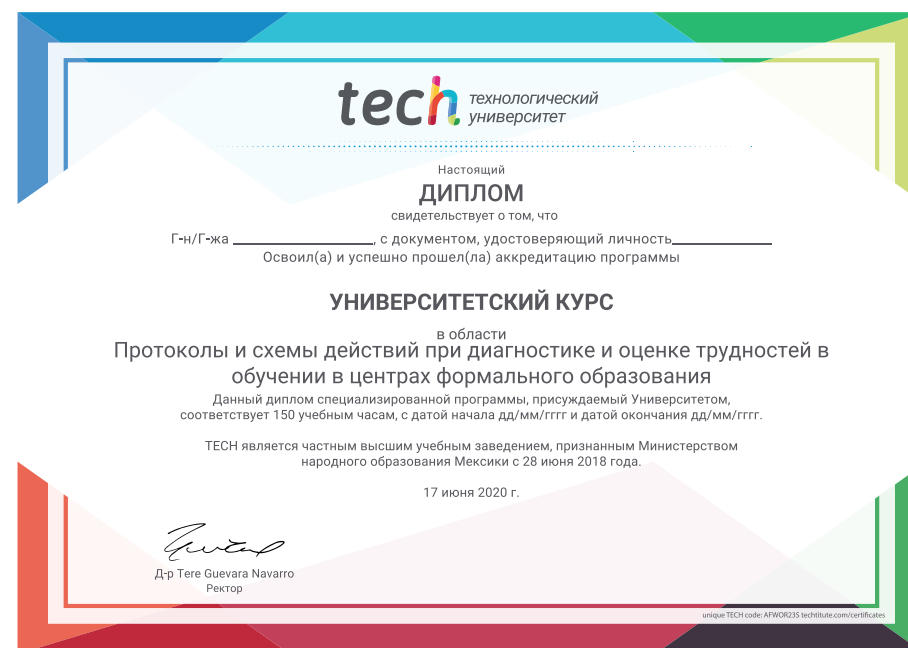 tech технологический
университет
Настоящий
ДИПЛОМ
свидетельствует о том, что
Г-н/Г-жа ________________, с документом, удостоверяющий личность____________
Освоил(а) и успешно прошел(ла) аккредитацию программы
УНИВЕРСИТЕТСКИЙ КУРС
в области
Протоколы и схемы действий при диагностике и оценке трудностей в
обучении в центрах формального образования
Данный диплом специализированной программы, присуждаемый Университетом,
соответствует 150 учебным часам, с датой начала дд/мм/гггг и датой окончания дд/мм/гггг.
TECH является частным высшим учебным заведением, признанным Министерством
народного образования Мексики с 28 июня 2018 года.
17 июня 2020 г.
Д-р Tere Guevara Navarro
Ректор
unique TECH code: AFWOR23S techtitute.com/certificates